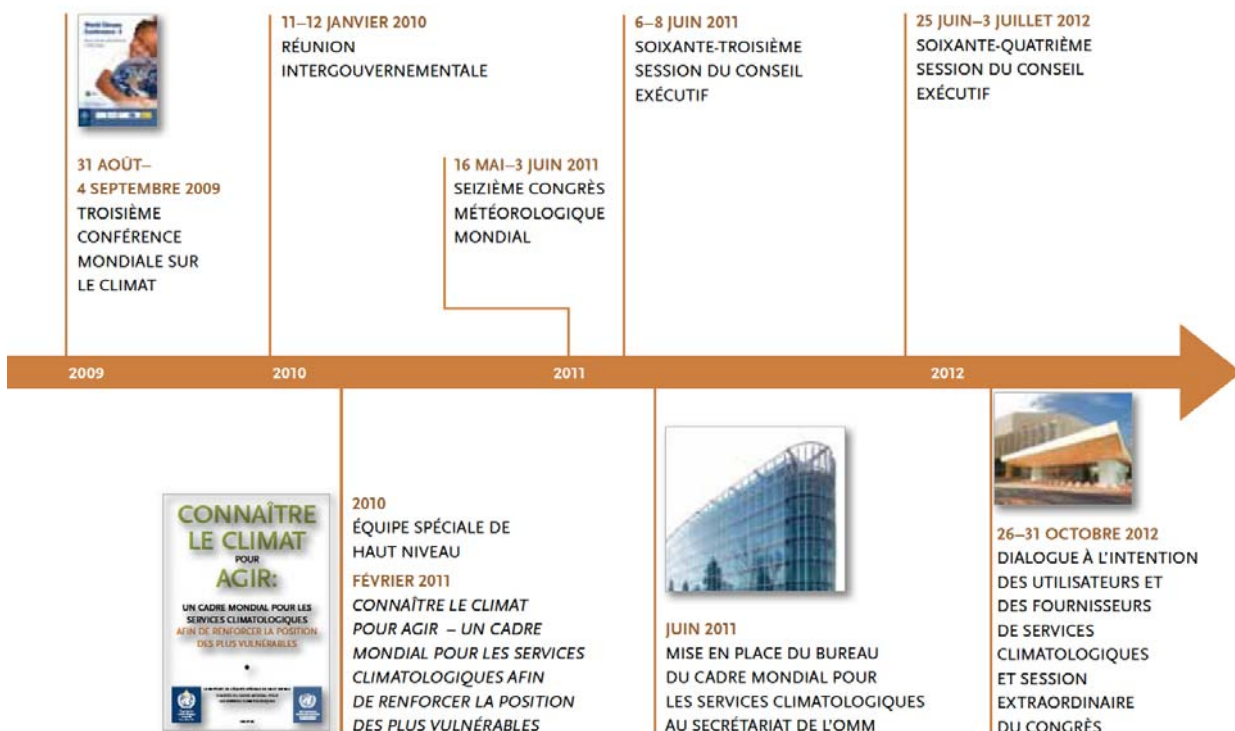 World Climate
Conference - 3
11–12 JANVIER 2010
RÉUNION
INTERGOUVERNEMENTALE
6–8 JUIN 2011
SOIXANTE-TROISIÈME
SESSION DU CONSEIL
EXÉCUTIF
25 JUIN–3 JUILLET 2012
SOIXANTE-QUATRIÈME
SESSION DU CONSEIL
EXÉCUTIF
31 AOÛT–
4 SEPTEMBRE 2009
TROISIÈME
CONFÉRENCE
MONDIALE SUR
LE CLIMAT
16 MAI–3 JUIN 2011
SEIZIÈME CONGRÈS
MÉTÉOROLOGIQUE
MONDIAL
2009 2010 2011 2012
CONNAÎTRE
LE CLIMAT
POUR
AGIR:
UN CADRE MONDIAL POUR LES
SERVICES CLIMATOLOGIQUES
AFIN DE RENFORCER LA POSITION
DES PLUS VULNÉRABLES
2010
ÉQUIPE SPÉCIALE DE
HAUT NIVEAU
FÉVRIER 2011
CONNAÎTRE LE CLIMAT
POUR AGIR – UN CADRE
MONDIAL POUR LES SERVICES
CLIMATOLOGIQUES AFIN
DE RENFORCER LA POSITION
DES PLUS VULNÉRABLES
JUIN 2011
MISE EN PLACE DU BUREAU
DU CADRE MONDIAL POUR
LES SERVICES CLIMATOLOGIQUES
AU SECRÉTARIAT DE L'OMM
26–31 OCTOBRE 2012
DIALOGUE À L'INTENTION
DES UTILISATEURS ET
DES FOURNISSEURS
DE SERVICES
CLIMATOLOGIQUES
ET SESSION
EXTRAORDINAIRE
DU CONGRÈS